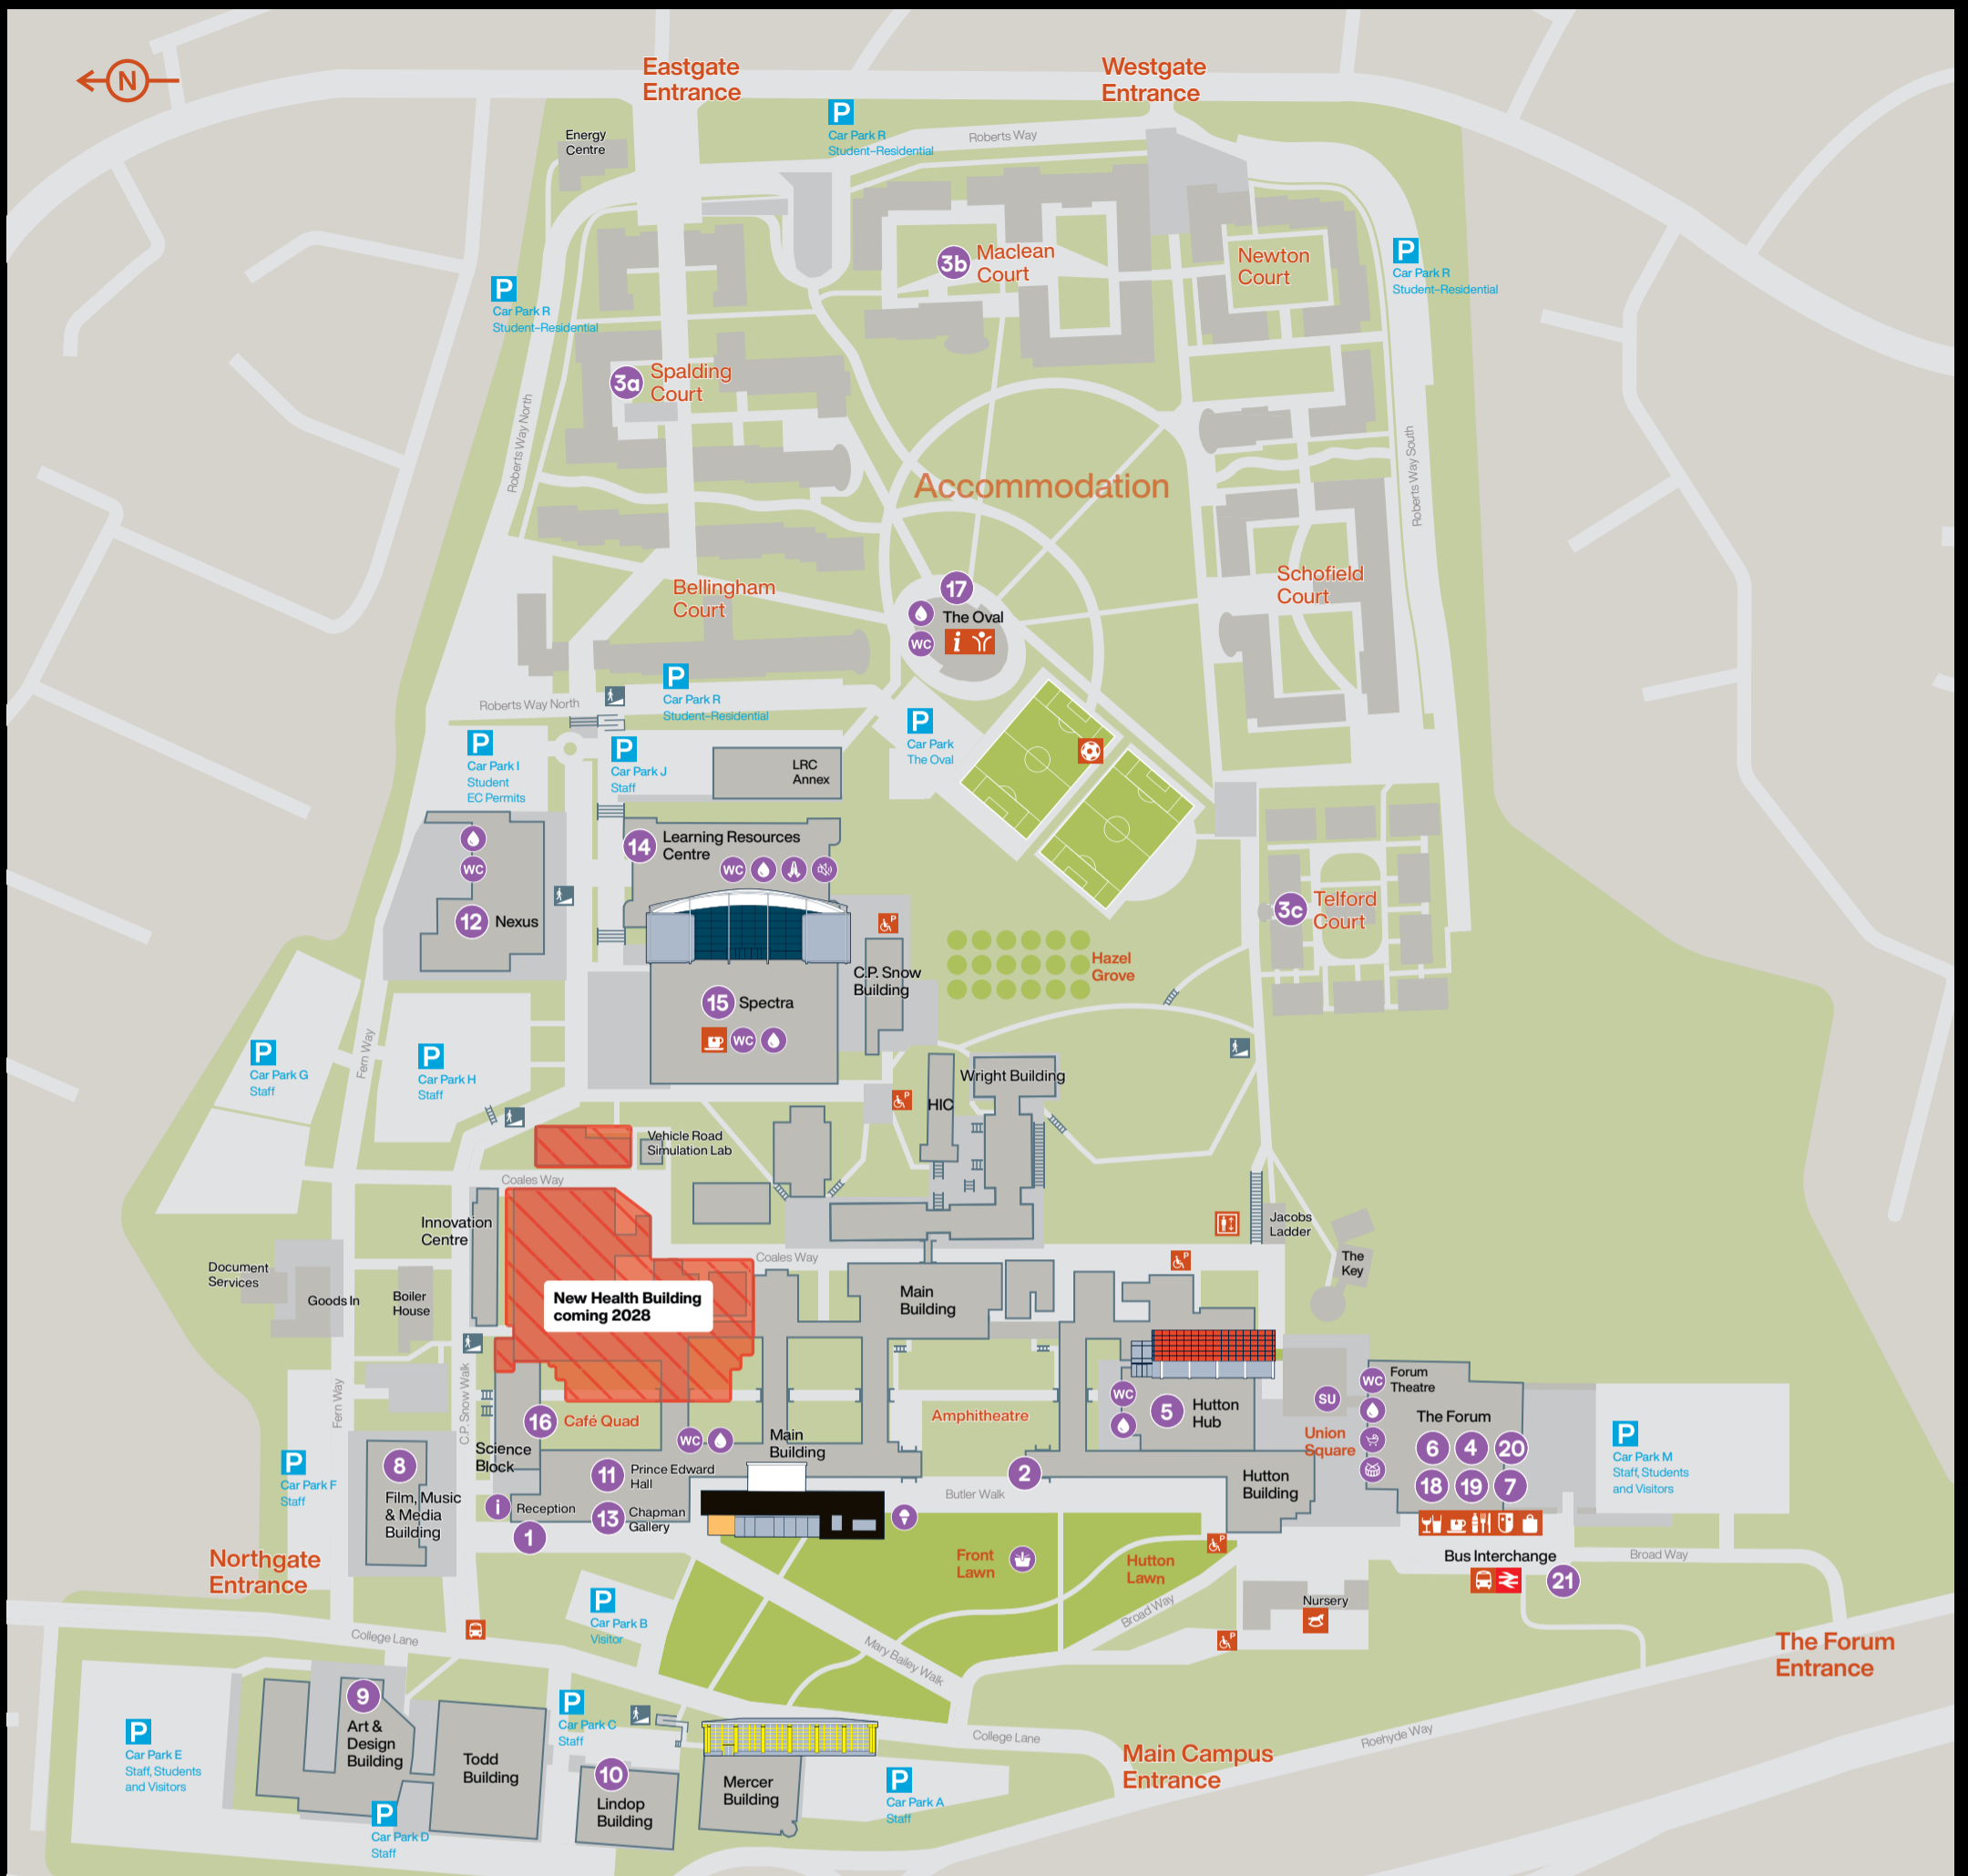 N
Eastgate
Entrance
Westgate
Entrance
P
Car Park R
Student–Residential
Roberts Way
Energy
Centre
3b
Maclean
Court
Newton
Court
P
Car Park R
Student–Residential
P
Car Park R
Student–Residential
3a
Spalding
Court
Roberts Way North
Accommodation
Roberts Way South
Bellingham
Court
17
The Oval
WC
i
Schofield
Court
P
Car Park R
Student–Residential
Roberts Way North
P
Car Park I
Student
EC Permits
P
Car Park J
Staff
LRC
Annex
P
Car Park
The Oval
14
Learning Resources
Centre
WC
WC
12
Nexus
P
3c
Telford
Court
C.P. Snow
Building
Hazel
Grove
15
Spectra
WC
Fern Way
P
Car Park G
Staff
P
Car Park H
Staff
P
HIC
Wright Building
Vehicle Road
Simulation Lab
Coales Way
Innovation
Centre
Jacobs
Ladder
Coales Way
P
The
Key
Document
Services
Goods In
Boiler
House
New Health Building
coming 2028
Main
Building
C.P. Snow Walk
Fern Way
16
Café Quad
WC
Main
Building
Amphitheatre
WC
5
Hutton
Hub
SU
Union
Square
WC
Forum
Theatre
The Forum
6
4
20
18
19
7
P
Car Park M
Staff, Students
and Visitors
Science
Block
8
Film, Music
& Media
Building
P
Car Park F
Staff
11
Prince Edward
Hall
13
Chapman
Gallery
i
Reception
1
2
Butler Walk
Hutton
Building
Northgate
Entrance
Front
Lawn
Hutton
Lawn
P
Bus Interchange
21
Broad Way
Nursery
Broad Way
P
P
Car Park B
Visitor
Mary Bailey Walk
College Lane
The Forum
Entrance
9
Art &
Design
Building
Todd
Building
P
Car Park C
Staff
P
Car Park E
Staff, Students
and Visitors
P
Car Park D
Staff
10
Lindop
Building
Mercer
Building
P
Car Park A
Staff
College Lane
Main Campus
Entrance
Roehyde Way